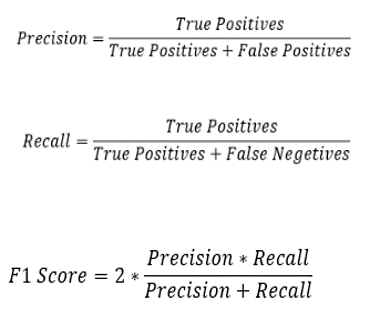 Precision = True Positives / True Positives + False Positives
Recall = True Positives / True Positives + False Negetives
F1 Score = 2 * Precision * Recall / Precision + Recall